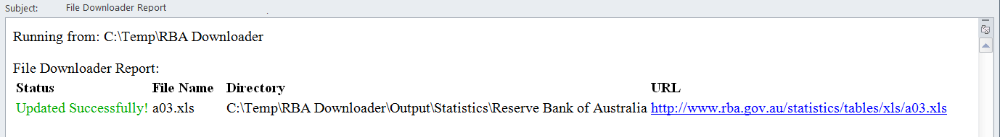 Subject: File Downloader Report
Running from: C:\Temp\RBA Downloader
File Downloader Report:
Status File Name Directory URL
Updated Successfully! a03.xls C:\Temp\RBA Downloader\Output\Statistics\Reserve Bank of Australia http://www.rba.gov.au/statistics/tables/xls/a03.xls